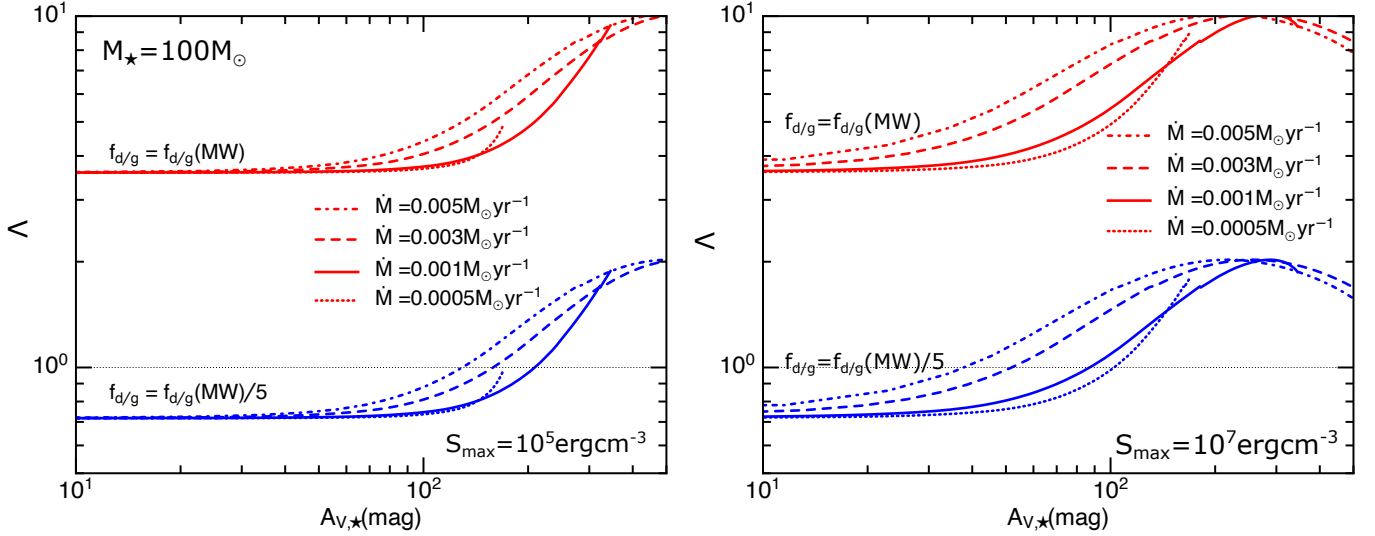 10¹
M★=100M⊙
f_d/g = f_d/g(MW)
Ṁ =0.005M⊙yr⁻¹
Ṁ =0.003M⊙yr⁻¹
Ṁ =0.001M⊙yr⁻¹
Ṁ =0.0005M⊙yr⁻¹
Λ
10⁰
f_d/g = f_d/g(MW)/5
S_max=10⁵ergcm⁻³
10¹
10²
A_V,★(mag)
10¹
f_d/g=f_d/g(MW)
Ṁ =0.005M⊙yr⁻¹
Ṁ =0.003M⊙yr⁻¹
Ṁ =0.001M⊙yr⁻¹
Ṁ =0.0005M⊙yr⁻¹
Λ
10⁰
f_d/g=f_d/g(MW)/5
S_max=10⁷ergcm⁻³
10¹
10²
A_V,★(mag)